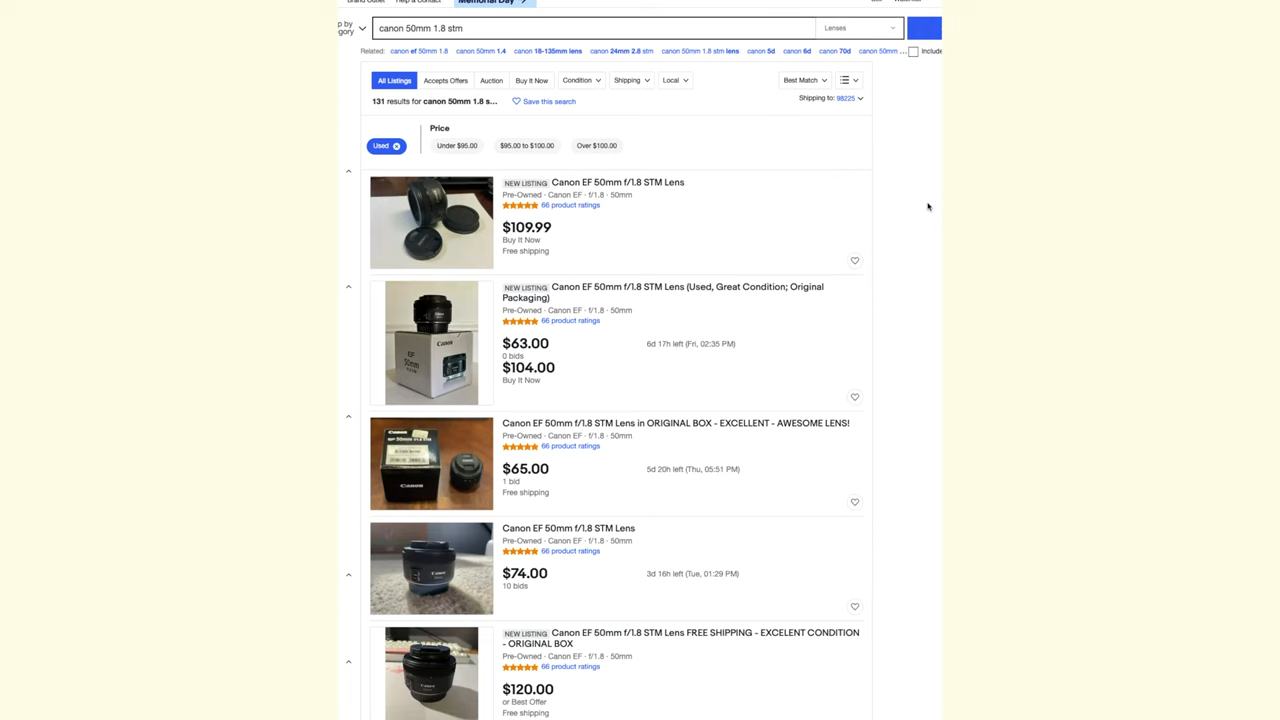 Brand Outlet Help & Contact Memorial Day
p by
gory
canon 50mm 1.8 stm
Lenses
Related: canon ef 50mm 1.8 canon 50mm 1.4 canon 18-135mm lens canon 24mm 2.8 stm canon 50mm 1.8 stm lens canon 5d canon 6d canon 70d canon 50mm ... Include
All Listings Accepts Offers Auction Buy It Now Condition Shipping Local Best Match
131 results for canon 50mm 1.8 s... Save this search Shipping to: 98225
Price
Used Under $95.00 $95.00 to $100.00 Over $100.00
NEW LISTING Canon EF 50mm f/1.8 STM Lens
Pre-Owned · Canon EF · f/1.8 · 50mm
66 product ratings
$109.99
Buy It Now
Free shipping
NEW LISTING Canon EF 50mm f/1.8 STM Lens (Used, Great Condition; Original
Packaging)
Pre-Owned · Canon EF · f/1.8 · 50mm
66 product ratings
$63.00 6d 17h left (Fri, 02:35 PM)
0 bids
$104.00
Buy It Now
Canon
EF
50mm
Canon EF 50mm f/1.8 STM Lens in ORIGINAL BOX - EXCELLENT - AWESOME LENS!
Pre-Owned · Canon EF · f/1.8 · 50mm
66 product ratings
$65.00 5d 20h left (Thu, 05:51 PM)
1 bid
Free shipping
Canon
Canon EF 50mm f/1.8 STM Lens
Pre-Owned · Canon EF · f/1.8 · 50mm
66 product ratings
$74.00 3d 16h left (Tue, 01:29 PM)
10 bids
NEW LISTING Canon EF 50mm f/1.8 STM Lens FREE SHIPPING - EXCELENT CONDITION
- ORIGINAL BOX
Pre-Owned · Canon EF · f/1.8 · 50mm
66 product ratings
$120.00
or Best Offer
Free shipping